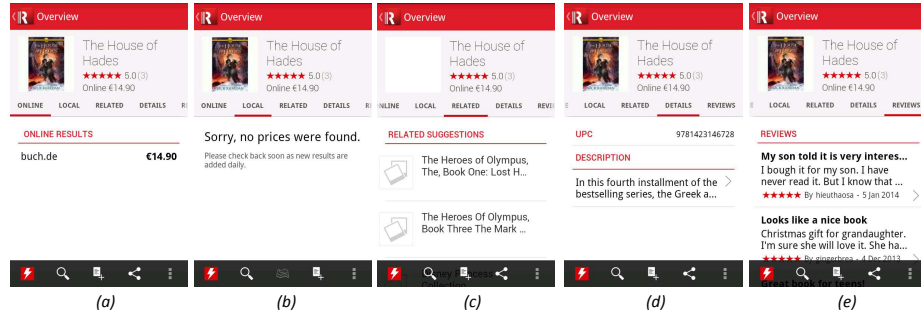 Overview
The House of
Hades
5.0(3)
Online €14.90
ONLINE LOCAL RELATED DETAILS
ONLINE RESULTS
buch.de €14.90
(a)
Overview
The House of
Hades
5.0(3)
Online €14.90
ONLINE LOCAL RELATED DETAILS
Sorry, no prices were found.
Please check back soon as new results are
added daily.
(b)
Overview
The House of
Hades
5.0(3)
Online €14.90
NLINE LOCAL RELATED DETAILS REVI
RELATED SUGGESTIONS
The Heroes of Olympus,
The, Book One: Lost H...
The Heroes Of Olympus,
Book Three The Mark ...
Disney Princess
Collection
(c)
Overview
The House of
Hades
5.0(3)
Online €14.90
E LOCAL RELATED DETAILS REVIEWS
UPC 9781423146728
DESCRIPTION
In this fourth installment of the
bestselling series, the Greek a...
(d)
Overview
The House of
Hades
5.0(3)
Online €14.90
LOCAL RELATED DETAILS REVIEWS
REVIEWS
My son told it is very interes...
I bought it for my son. I have
never read it. But I know that ...
By hieuthaosa - 5 Jan 2014
Looks like a nice book
Christmas gift for grandaughter.
I'm sure she will love it. She ha...
By gingerbrea - 4 Dec 2013
Great book for teens!
(e)